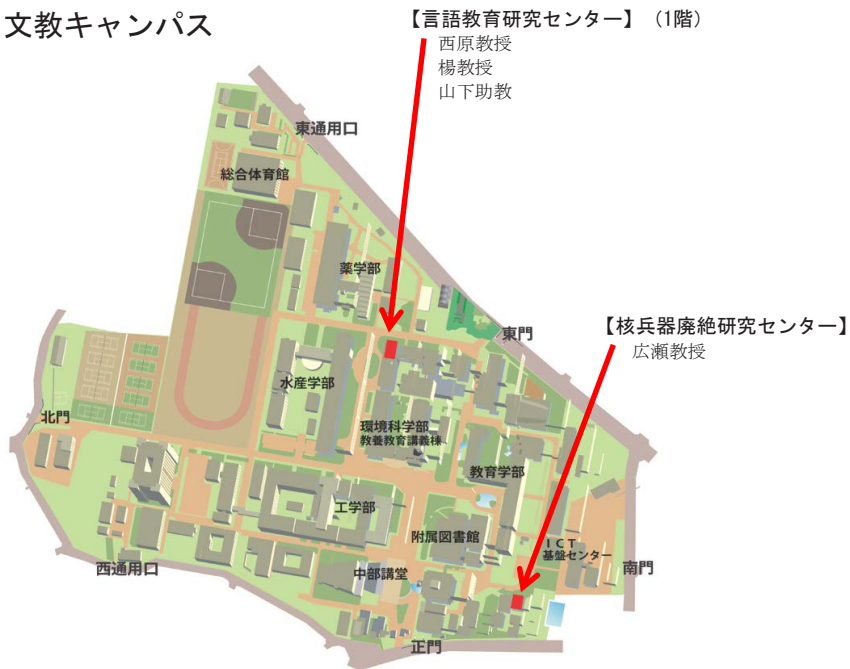 文教キャンパス
【言語教育研究センター】（1階）
西原教授
楊教授
山下助教
東通用口
総合体育館
薬学部
東門
【核兵器廃絶研究センター】
広瀬教授
水産学部
北門
環境科学部
教養教育講義棟
教育学部
工学部
附属図書館
ＩＣＴ
基盤センター
西通用口
中部講堂
南門
正門